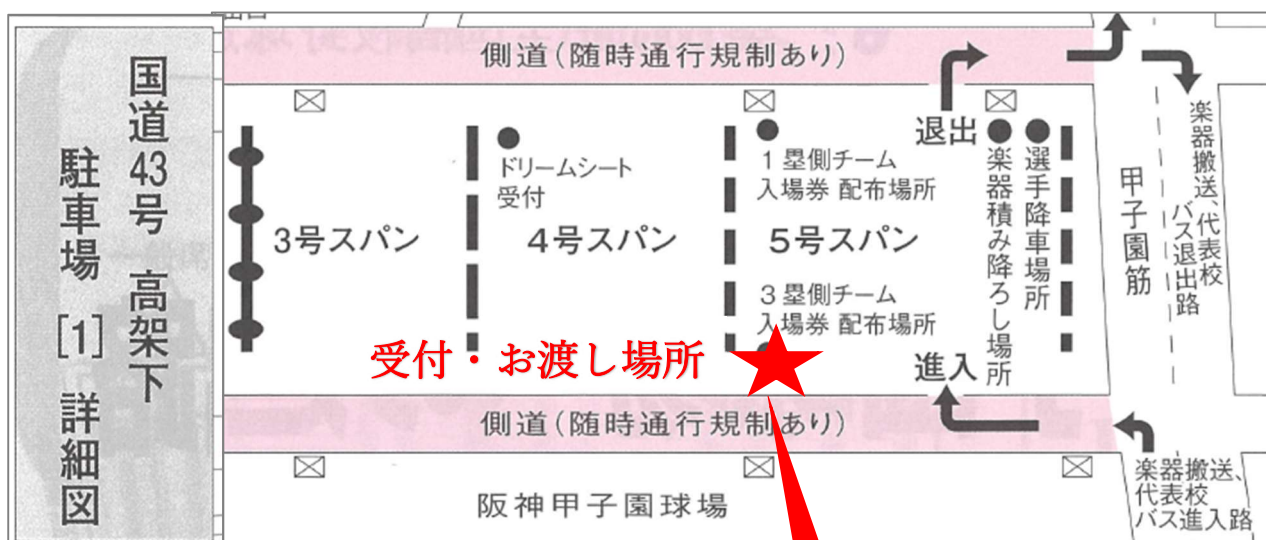 国道43号 高架下
駐車場 [1] 詳細図
側道(随時通行規制あり)
退出
ドリームシート
受付
1塁側チーム
入場券 配布場所
選手降車場所
楽器積み降ろし場所
3号スパン
4号スパン
5号スパン
3塁側チーム
入場券 配布場所
受付・お渡し場所
進入
甲子園筋
楽器搬送、代表校
バス退出路
側道(随時通行規制あり)
楽器搬送、
代表校
バス進入路
阪神甲子園球場